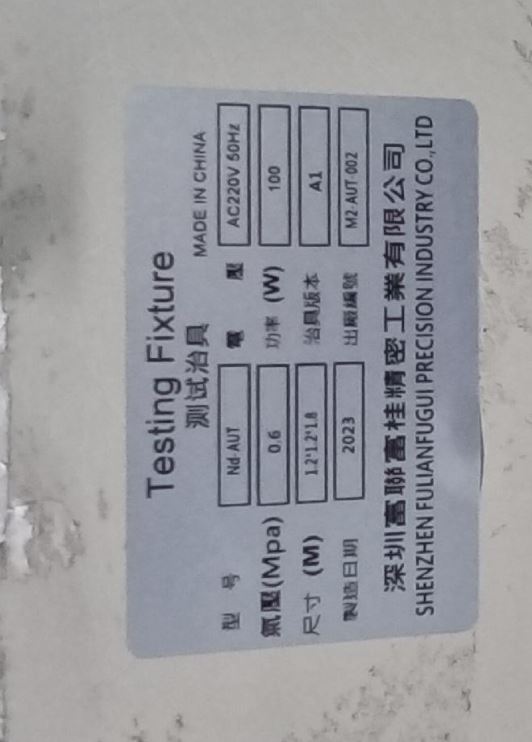 Testing Fixture
测试治具
MADE IN CHINA
型 号 Nd-AUT 電 壓 AC220V 50Hz
氣壓(Mpa) 0.6 功率 (W) 100
尺寸 (M) 1.2*1.2*1.8 治具版本 A1
製造日期 2023 出廠編號 M2-AUT-002
深圳富聯富桂精密工業有限公司
SHENZHEN FULIANFUGUI PRECISION INDUSTRY CO.,LTD